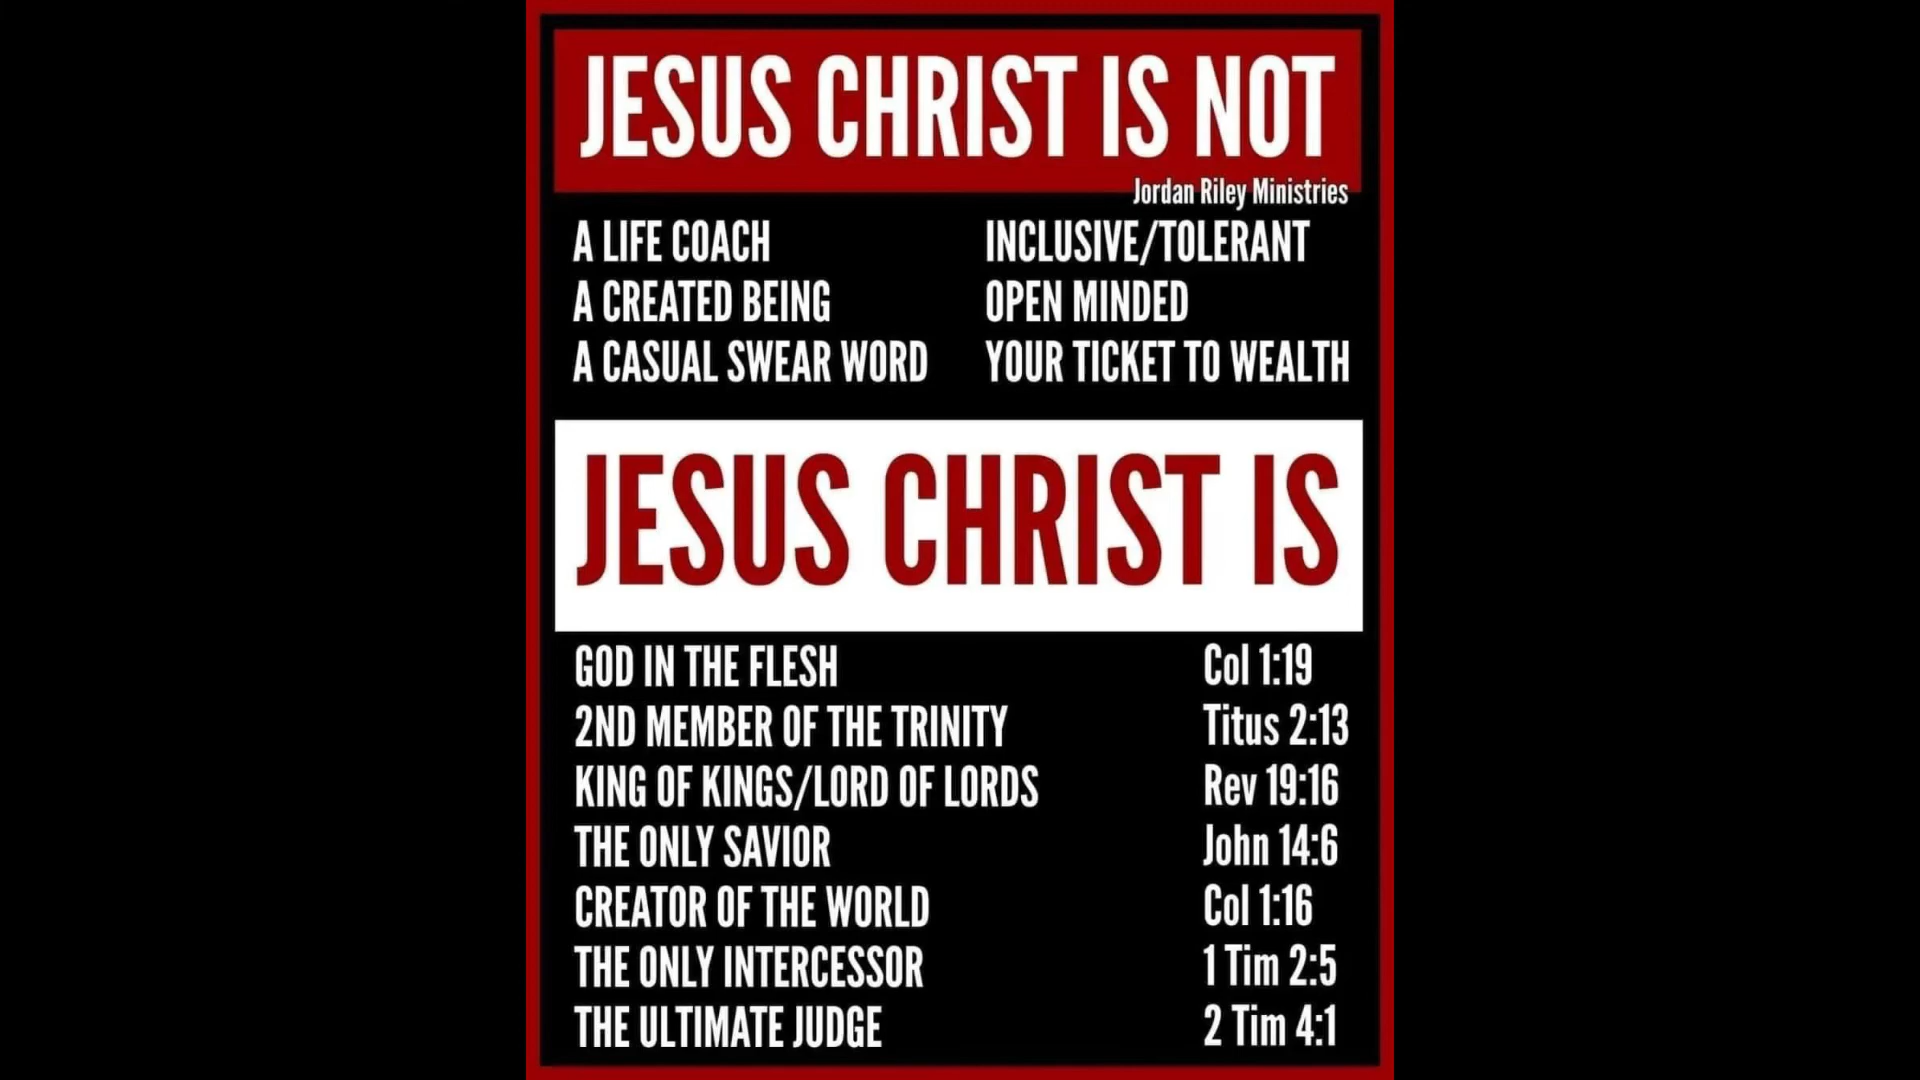 JESUS CHRIST IS NOT
Jordan Riley Ministries
A LIFE COACH
A CREATED BEING
A CASUAL SWEAR WORD
INCLUSIVE/TOLERANT
OPEN MINDED
YOUR TICKET TO WEALTH
JESUS CHRIST IS
GOD IN THE FLESH Col 1:19
2ND MEMBER OF THE TRINITY Titus 2:13
KING OF KINGS/LORD OF LORDS Rev 19:16
THE ONLY SAVIOR John 14:6
CREATOR OF THE WORLD Col 1:16
THE ONLY INTERCESSOR 1 Tim 2:5
THE ULTIMATE JUDGE 2 Tim 4:1